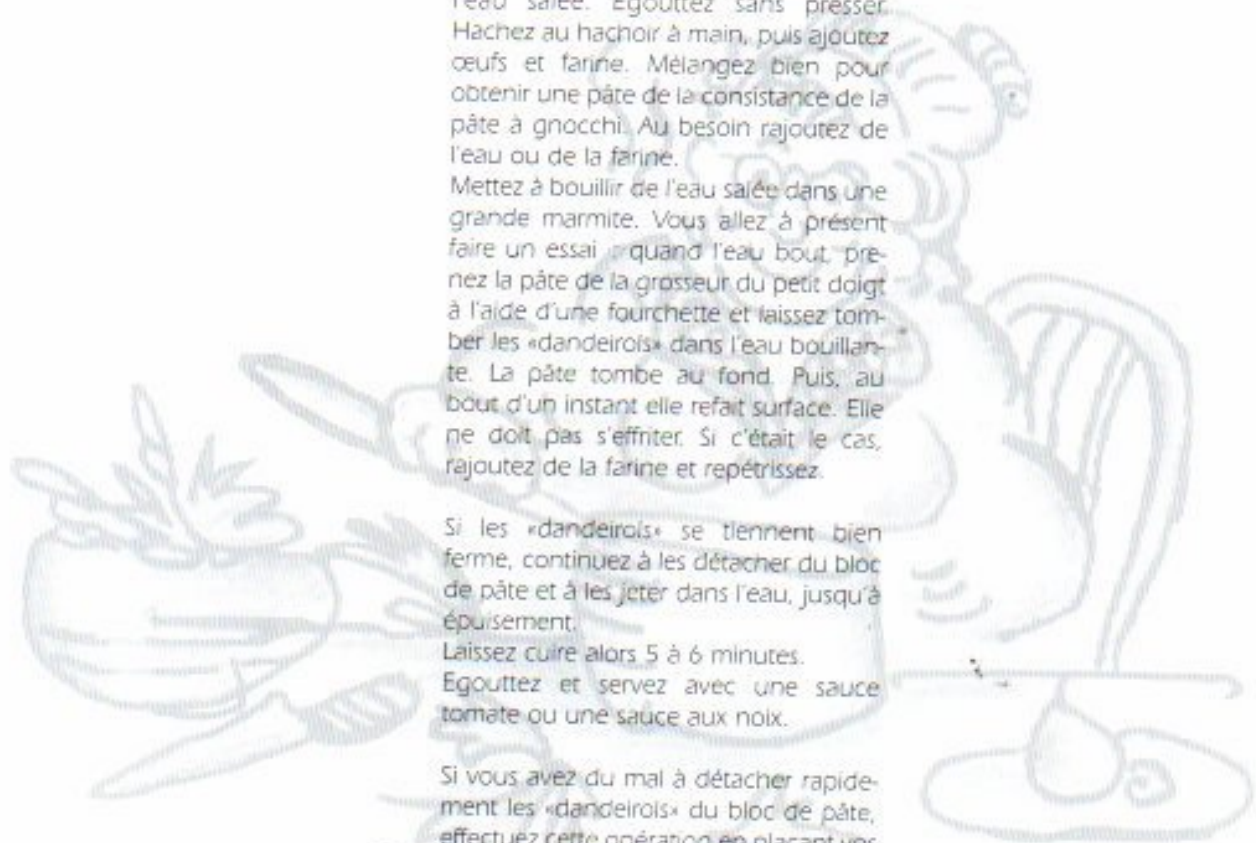 l'eau salée. Egouttez sans presser.
Hachez au hachoir à main, puis ajoutez
œufs et farine. Mélangez bien pour
obtenir une pâte de la consistance de la
pâte à gnocchi. Au besoin rajoutez de
l'eau ou de la farine.
Mettez à bouillir de l'eau salée dans une
grande marmite. Vous allez à présent
faire un essai : quand l'eau bout, pre-
nez la pâte de la grosseur du petit doigt
à l'aide d'une fourchette et laissez tom-
ber les «dandeirols» dans l'eau bouillan-
te. La pâte tombe au fond. Puis, au
bout d'un instant elle refait surface. Elle
ne doit pas s'effriter. Si c'était le cas,
rajoutez de la farine et repétrissez.
Si les «dandeirols» se tiennent bien
ferme, continuez à les détacher du bloc
de pâte et à les jeter dans l'eau, jusqu'à
épuisement.
Laissez cuire alors 5 à 6 minutes.
Egouttez et servez avec une sauce
tomate ou une sauce aux noix.
Si vous avez du mal à détacher rapide-
ment les «dandeirols» du bloc de pâte,
effectuez cette opération en plaçant vos